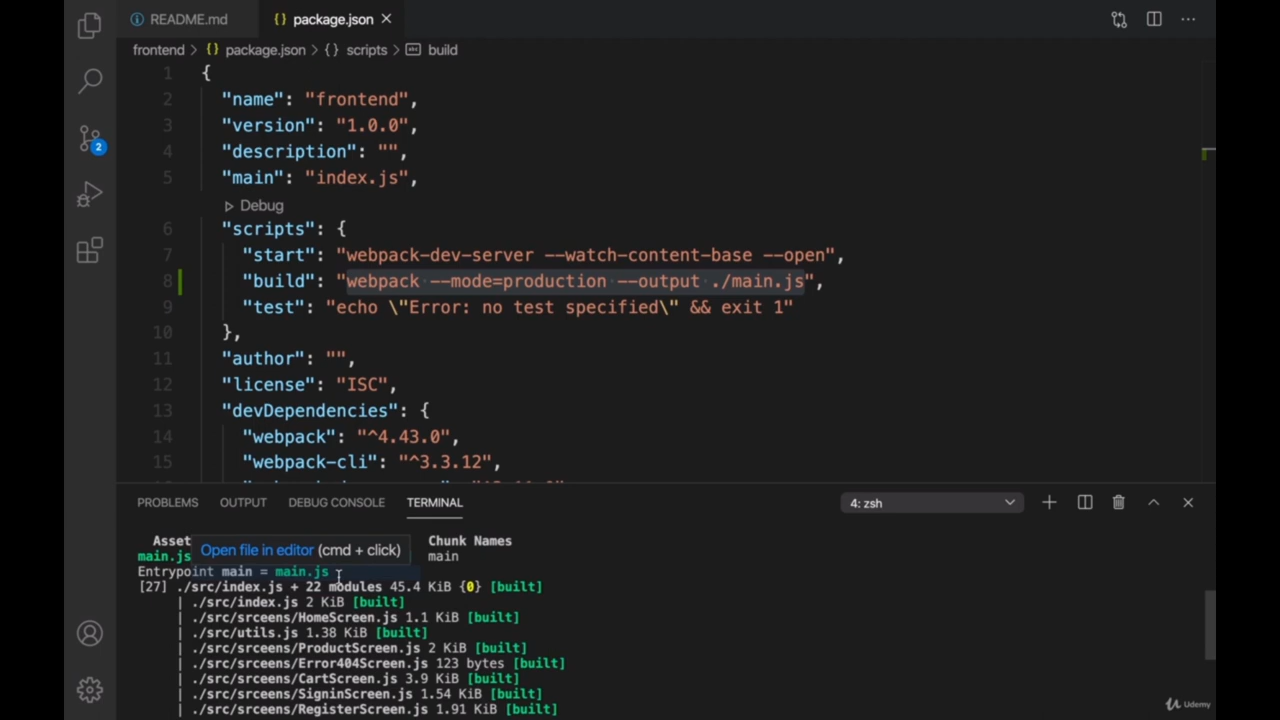 README.md
{} package.json
frontend > {} package.json > {} scripts > build
1 {
2 "name": "frontend",
3 "version": "1.0.0",
4 "description": "",
5 "main": "index.js",
Debug
6 "scripts": {
7 "start": "webpack-dev-server --watch-content-base --open",
8 "build": "webpack --mode=production --output ./main.js",
9 "test": "echo \"Error: no test specified\" && exit 1"
10 },
11 "author": "",
12 "license": "ISC",
13 "devDependencies": {
14 "webpack": "^4.43.0",
15 "webpack-cli": "^3.3.12",
2
PROBLEMS OUTPUT DEBUG CONSOLE TERMINAL 4: zsh
Asset Chunk Names
Open file in editor (cmd + click)
main.js main
Entrypoint main = main.js
[27] ./src/index.js + 22 modules 45.4 KiB {0} [built]
| ./src/index.js 2 KiB [built]
| ./src/srceens/HomeScreen.js 1.1 KiB [built]
| ./src/utils.js 1.38 KiB [built]
| ./src/srceens/ProductScreen.js 2 KiB [built]
| ./src/srceens/Error404Screen.js 123 bytes [built]
| ./src/srceens/CartScreen.js 3.9 KiB [built]
| ./src/srceens/SigninScreen.js 1.54 KiB [built]
| ./src/srceens/RegisterScreen.js 1.91 KiB [built]
Udemy